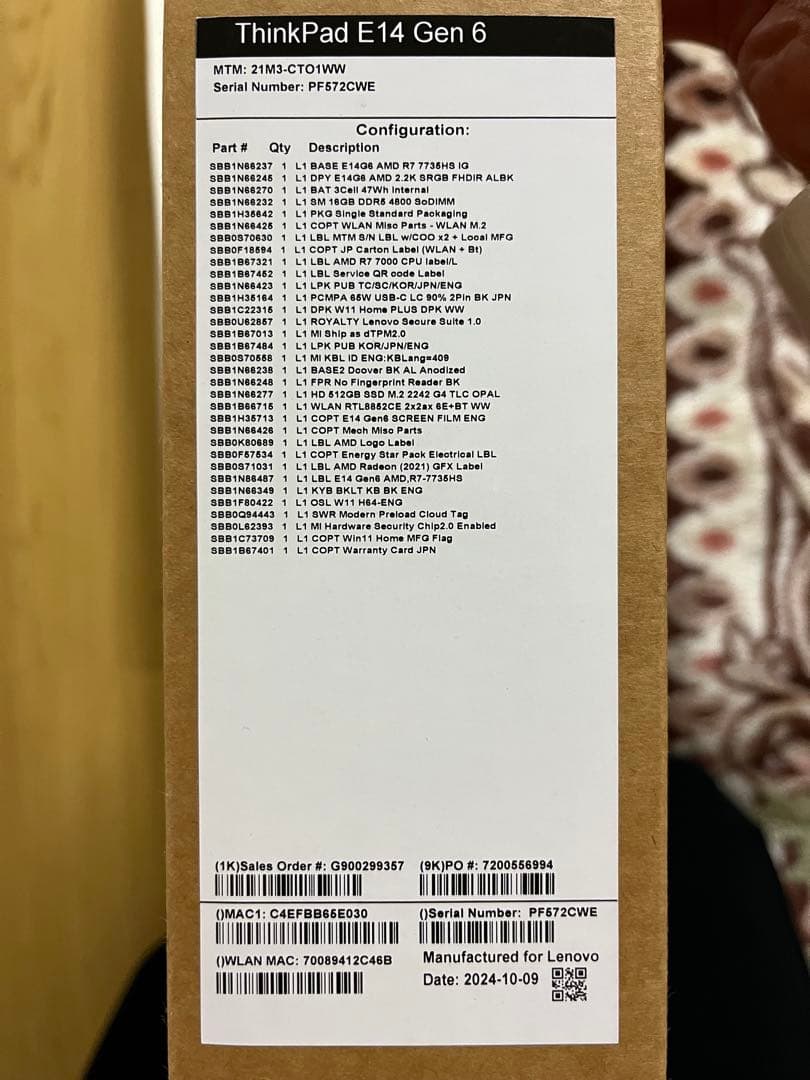 ThinkPad E14 Gen 6
MTM: 21M3-CTO1WW
Serial Number: PF572CWE
Configuration:
Part # Qty Description
SBB1N66237 1 L1 BASE E14G6 AMD R7 7735HS IG
SBB1N66245 1 L1 DPY E14G6 AMD 2.2K SRGB FHDIR ALBK
SBB1N66270 1 L1 BAT 3Cell 47Wh Internal
SBB1N66232 1 L1 SM 16GB DDR5 4800 SoDIMM
SBB1H35642 1 L1 PKG Single Standard Packaging
SBB1N66425 1 L1 COPT WLAN Misc Parts - WLAN M.2
SBB0S70630 1 L1 LBL MTM S/N LBL w/COO x2 + Local MFG
SBB0F18594 1 L1 COPT JP Carton Label (WLAN + Bt)
SBB1B67321 1 L1 LBL AMD R7 7000 CPU label/L
SBB1B67452 1 L1 LBL Service QR code Label
SBB1N66423 1 L1 LPK PUB TC/SC/KOR/JPN/ENG
SBB1H35164 1 L1 PCMPA 65W USB-C LC 90% 2Pin BK JPN
SBB1C22315 1 L1 DPK W11 Home PLUS DPK WW
SBB0U62857 1 L1 ROYALTY Lenovo Secure Suite 1.0
SBB1B67013 1 L1 MI Ship as dTPM2.0
SBB1B67484 1 L1 LPK PUB KOR/JPN/ENG
SBB0S70558 1 L1 MI KBL ID ENG:KBLang=409
SBB1N66238 1 L1 BASE2 Dcover BK AL Anodized
SBB1N66248 1 L1 FPR No Fingerprint Reader BK
SBB1N66277 1 L1 HD 512GB SSD M.2 2242 G4 TLC OPAL
SBB1B66715 1 L1 WLAN RTL8852CE 2x2ax 6E+BT WW
SBB1H35713 1 L1 COPT E14 Gen6 SCREEN FILM ENG
SBB1N66426 1 L1 COPT Mech Misc Parts
SBB0K80689 1 L1 LBL AMD Logo Label
SBB0F57534 1 L1 COPT Energy Star Pack Electrical LBL
SBB0S71031 1 L1 LBL AMD Radeon (2021) GFX Label
SBB1N86487 1 L1 LBL E14 Gen6 AMD,R7-7735HS
SBB1N66349 1 L1 KYB BKLT KB BK ENG
SBB1F80422 1 L1 OSL W11 H64-ENG
SBB0Q94443 1 L1 SWR Modern Preload Cloud Tag
SBB0L62393 1 L1 MI Hardware Security Chip2.0 Enabled
SBB1C73709 1 L1 COPT Win11 Home MFG Flag
SBB1B67401 1 L1 COPT Warranty Card JPN
(1K)Sales Order #: G900299357 (9K)PO #: 7200556994
()MAC1: C4EFBB65E030 ()Serial Number: PF572CWE
()WLAN MAC: 70089412C46B Manufactured for Lenovo
Date: 2024-10-09